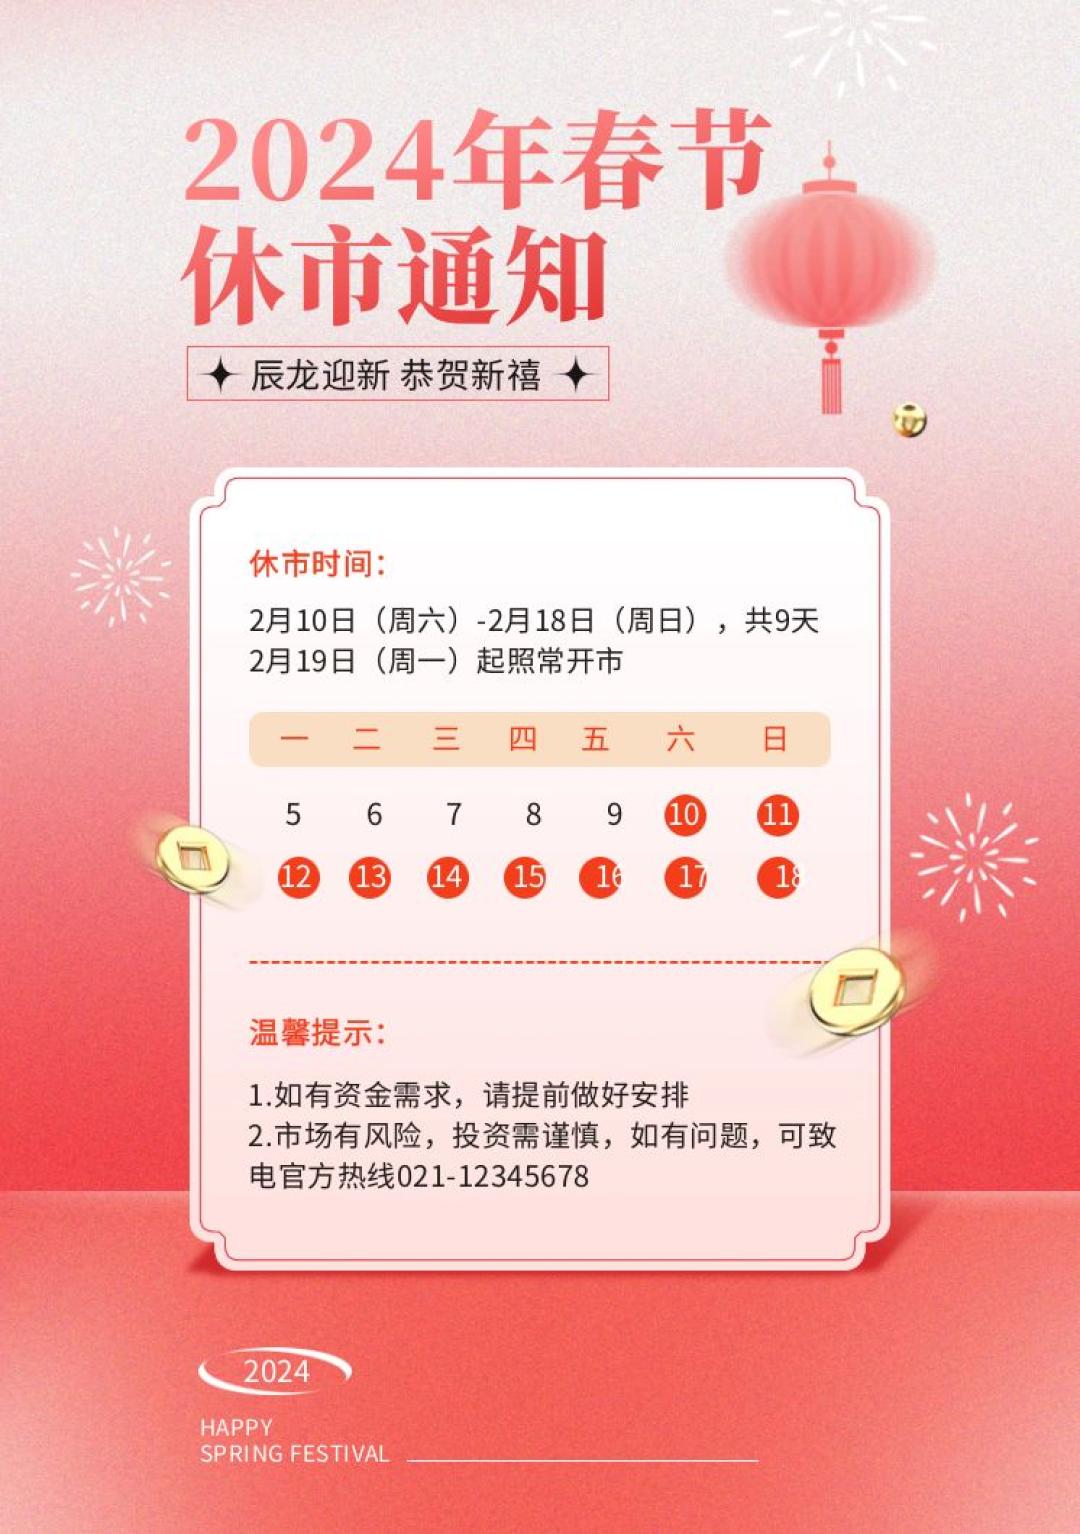 2024年春节
休市通知
辰龙迎新 恭贺新禧
休市时间：
2月10日（周六）-2月18日（周日），共9天
2月19日（周一）起照常开市
一 二 三 四 五 六 日
5 6 7 8 9 10 11
12 13 14 15 16 17 18
温馨提示：
1.如有资金需求，请提前做好安排
2.市场有风险，投资需谨慎，如有问题，可致
电官方热线021-12345678
2024
HAPPY
SPRING FESTIVAL